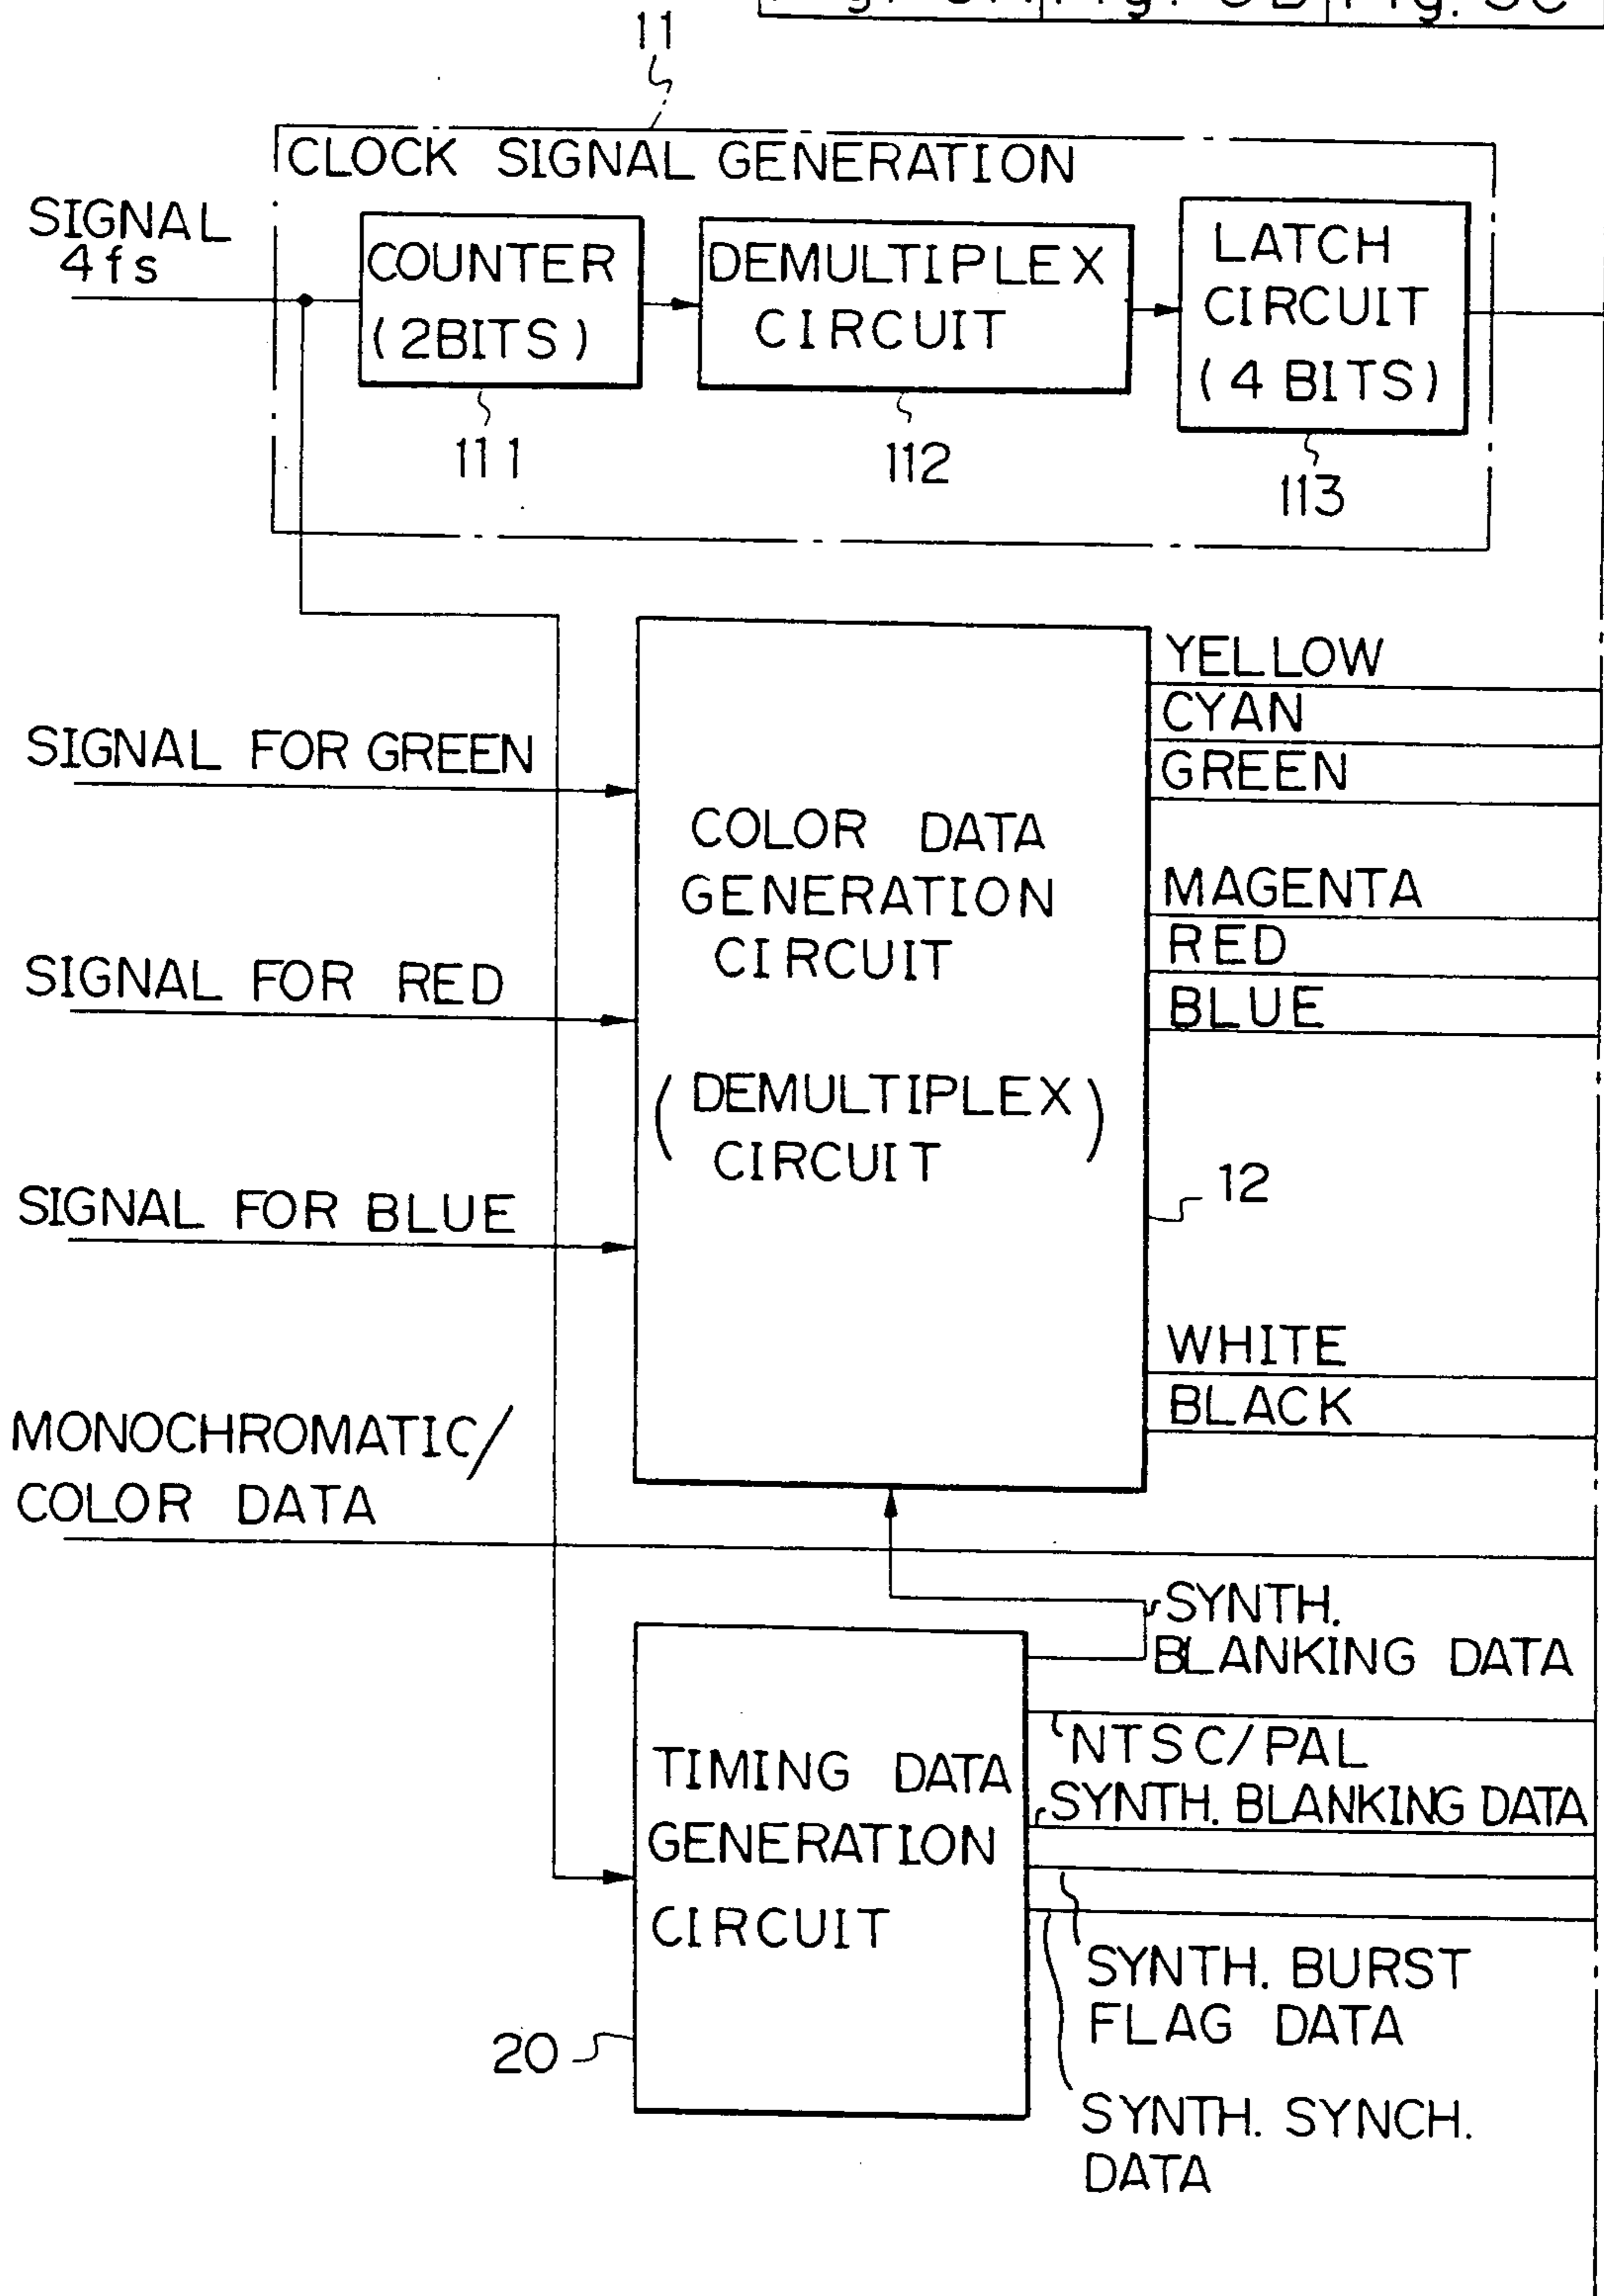 11
CLOCK SIGNAL GENERATION
SIGNAL
4fs
COUNTER
(2BITS)
DEMULTIPLEX
CIRCUIT
LATCH
CIRCUIT
(4 BITS)
111
112
113
YELLOW
CYAN
GREEN
SIGNAL FOR GREEN
COLOR DATA
GENERATION
CIRCUIT
MAGENTA
RED
BLUE
SIGNAL FOR RED
(DEMULTIPLEX)
CIRCUIT
12
SIGNAL FOR BLUE
WHITE
BLACK
MONOCHROMATIC/
COLOR DATA
SYNTH.
BLANKING DATA
NTSC/PAL
SYNTH. BLANKING DATA
TIMING DATA
GENERATION
CIRCUIT
SYNTH. BURST
FLAG DATA
20
SYNTH. SYNCH.
DATA